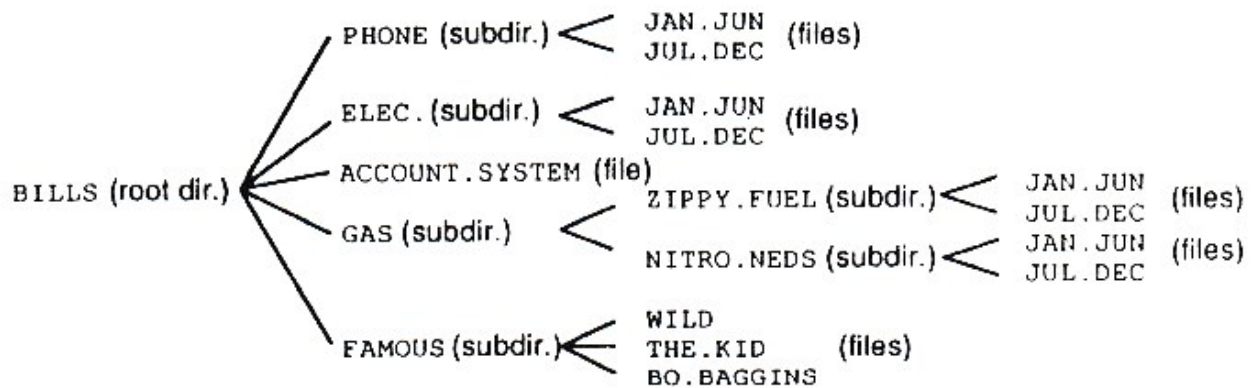 PHONE (subdir.)
JAN.JUN
JUL.DEC
(files)
ELEC. (subdir.)
JAN.JUN
JUL.DEC
(files)
BILLS (root dir.)
ACCOUNT.SYSTEM (file)
GAS (subdir.)
ZIPPY.FUEL (subdir.)
JAN.JUN
JUL.DEC
(files)
NITRO.NEDS (subdir.)
JAN.JUN
JUL.DEC
(files)
FAMOUS (subdir.)
WILD
THE.KID
BO.BAGGINS
(files)